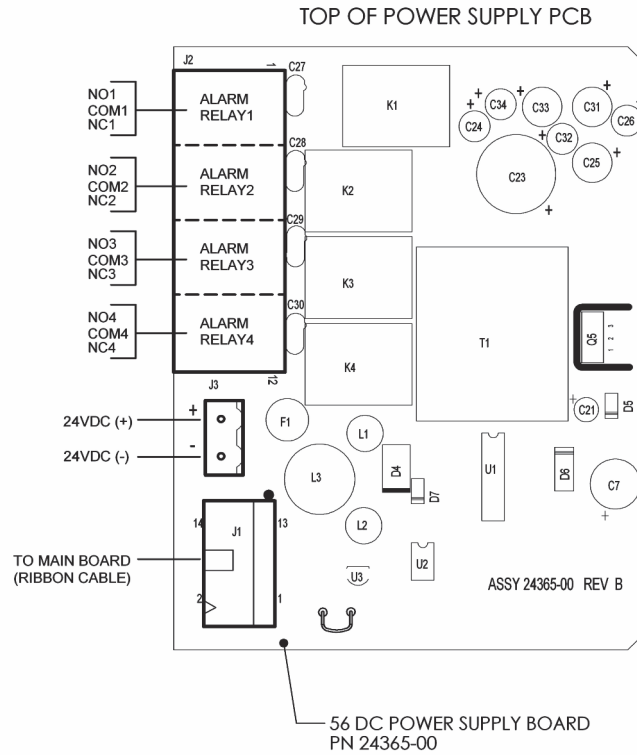 TOP OF POWER SUPPLY PCB
J2
1
C27
NO1
COM1
NC1
ALARM
RELAY1
K1
C24
C34
C33
C31
C26
C32
C25
C23
C28
NO2
COM2
NC2
ALARM
RELAY2
K2
C29
NO3
COM3
NC3
ALARM
RELAY3
K3
T1
Q5
1 2 3
C30
NO4
COM4
NC4
ALARM
RELAY4
K4
12
J3
+
24VDC (+)
-
24VDC (-)
F1
L1
C21
D5
L3
D4
D7
U1
D6
C7
14
J1
13
L2
U3
U2
TO MAIN BOARD
(RIBBON CABLE)
2
1
ASSY 24365-00 REV B
56 DC POWER SUPPLY BOARD
PN 24365-00